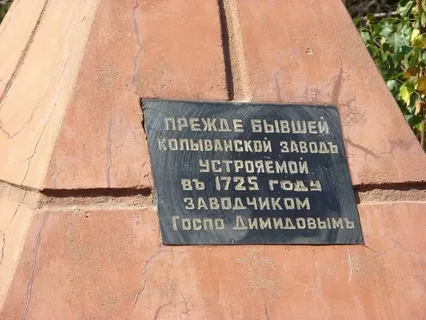 ПРЕЖДЕ БЫВШЕЙ
КОЛЫВАНСКОЙ ЗАВОДЪ
УСТРОЯЕМОЙ
въ 1725 году
ЗАВОДЧИКОМ
Госпо Димидовымъ